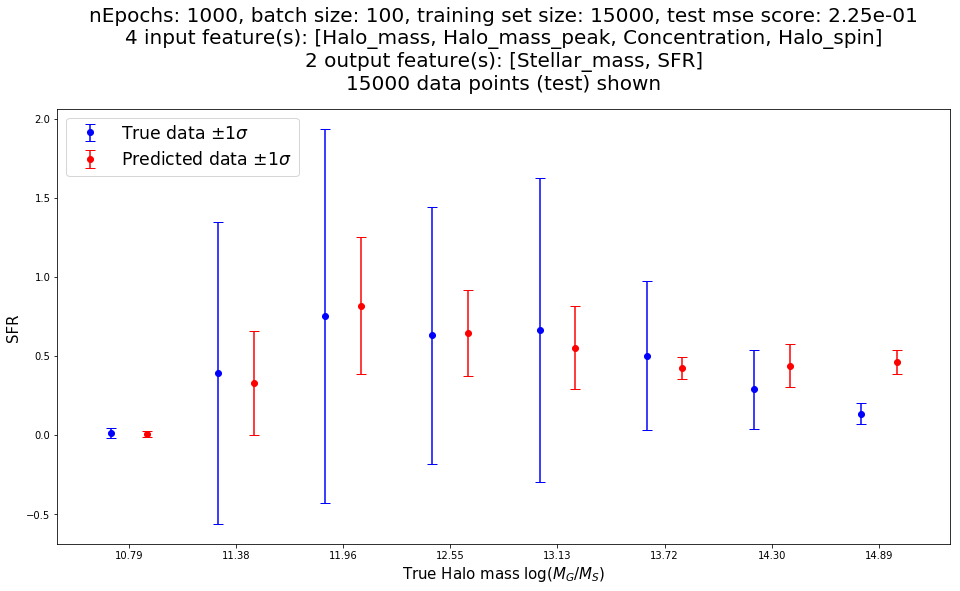 nEpochs: 1000, batch size: 100, training set size: 15000, test mse score: 2.25e-01
4 input feature(s): [Halo_mass, Halo_mass_peak, Concentration, Halo_spin]
2 output feature(s): [Stellar_mass, SFR]
15000 data points (test) shown
True data ±1σ
Predicted data ±1σ
2.0
1.5
1.0
0.5
0.0
−0.5
SFR
10.79 11.38 11.96 12.55 13.13 13.72 14.30 14.89
True Halo mass log(M_G/M_S)